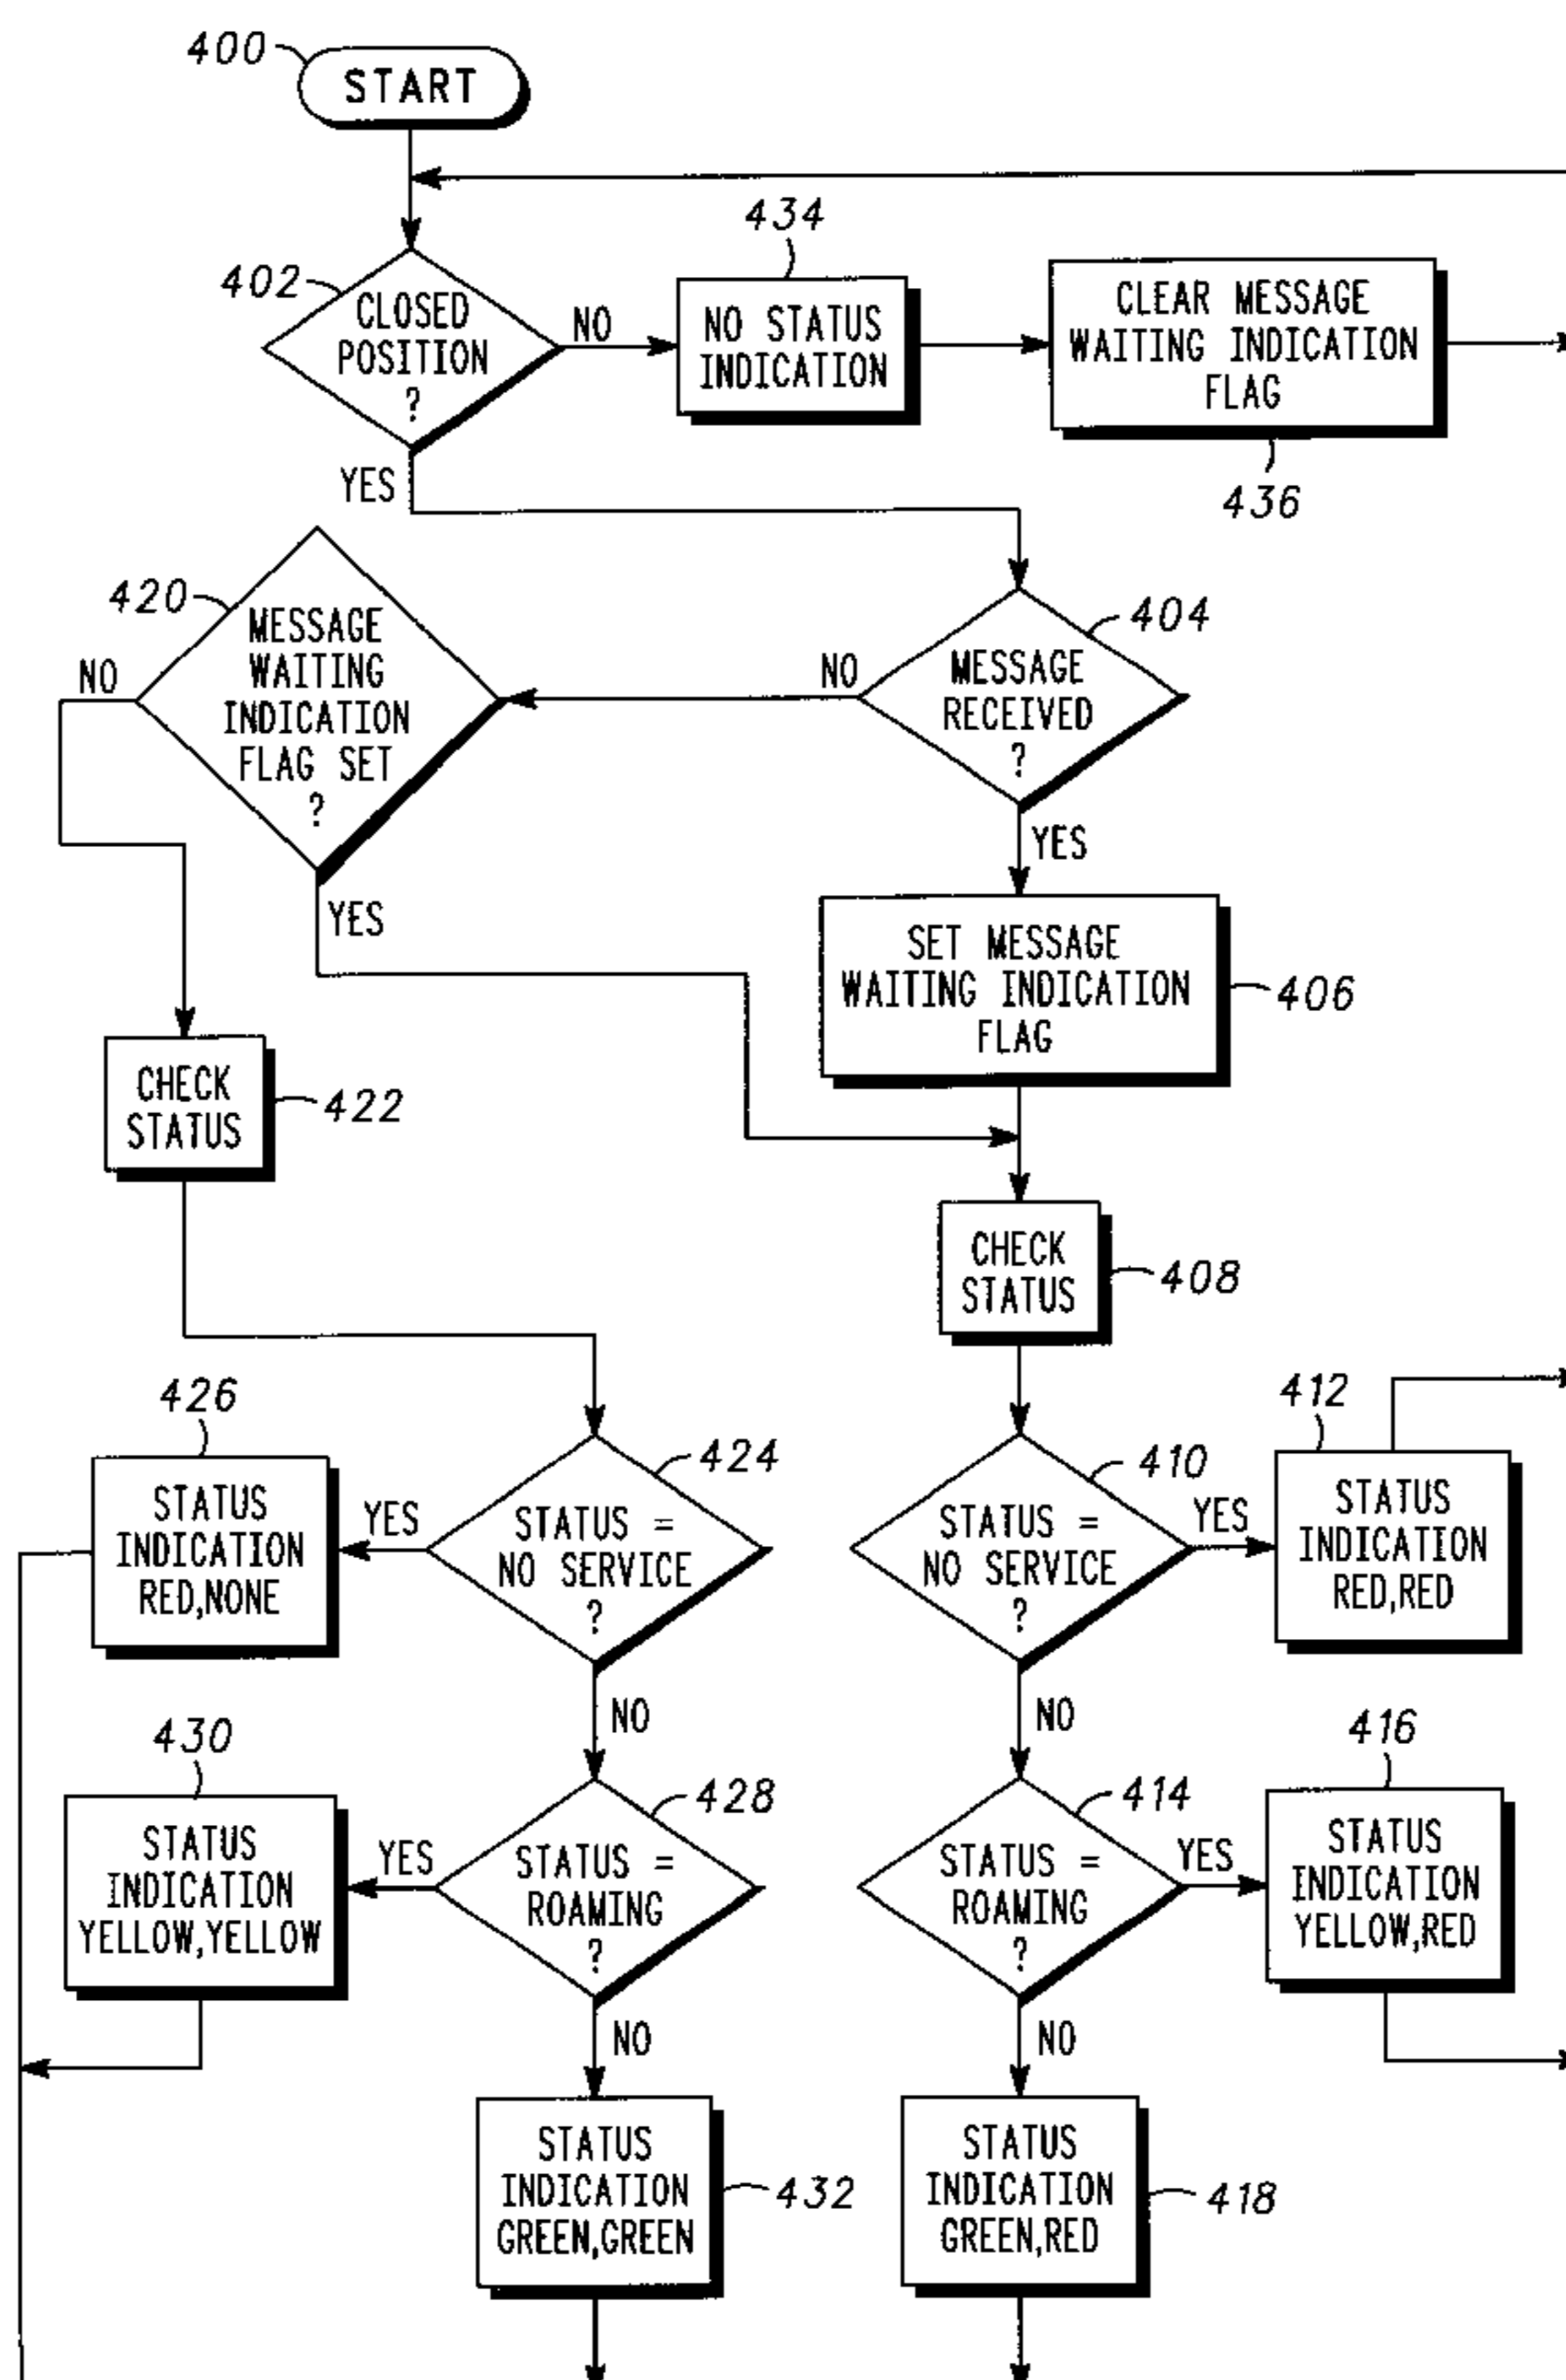 400
START
434
402
CLOSED
POSITION
?
NO
NO STATUS
INDICATION
CLEAR MESSAGE
WAITING INDICATION
FLAG
436
YES
420
MESSAGE
WAITING
INDICATION
FLAG SET
?
NO
YES
404
MESSAGE
RECEIVED
?
NO
YES
SET MESSAGE
WAITING INDICATION
FLAG
406
CHECK
STATUS
422
CHECK
STATUS
408
426
STATUS
INDICATION
RED,NONE
YES
424
STATUS =
NO SERVICE
?
NO
410
STATUS =
NO SERVICE
?
YES
NO
412
STATUS
INDICATION
RED,RED
430
STATUS
INDICATION
YELLOW,YELLOW
YES
428
STATUS =
ROAMING
?
NO
414
STATUS =
ROAMING
?
YES
NO
416
STATUS
INDICATION
YELLOW,RED
STATUS
INDICATION
GREEN,GREEN
432
STATUS
INDICATION
GREEN,RED
418